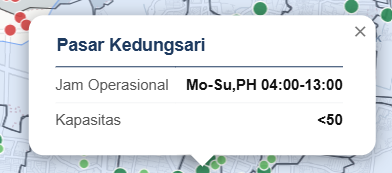 Pasar Kedungsari
Jam Operasional Mo-Su,PH 04:00-13:00
Kapasitas <50